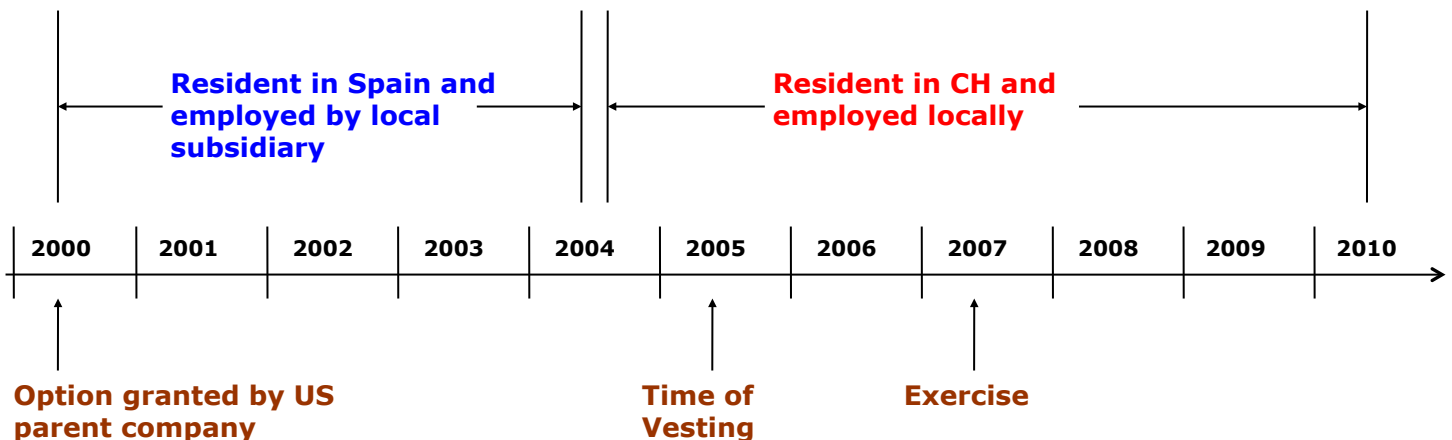 Resident in Spain and
employed by local
subsidiary
Resident in CH and
employed locally
2000 2001 2002 2003 2004 2005 2006 2007 2008 2009 2010
Option granted by US
parent company
Time of
Vesting
Exercise